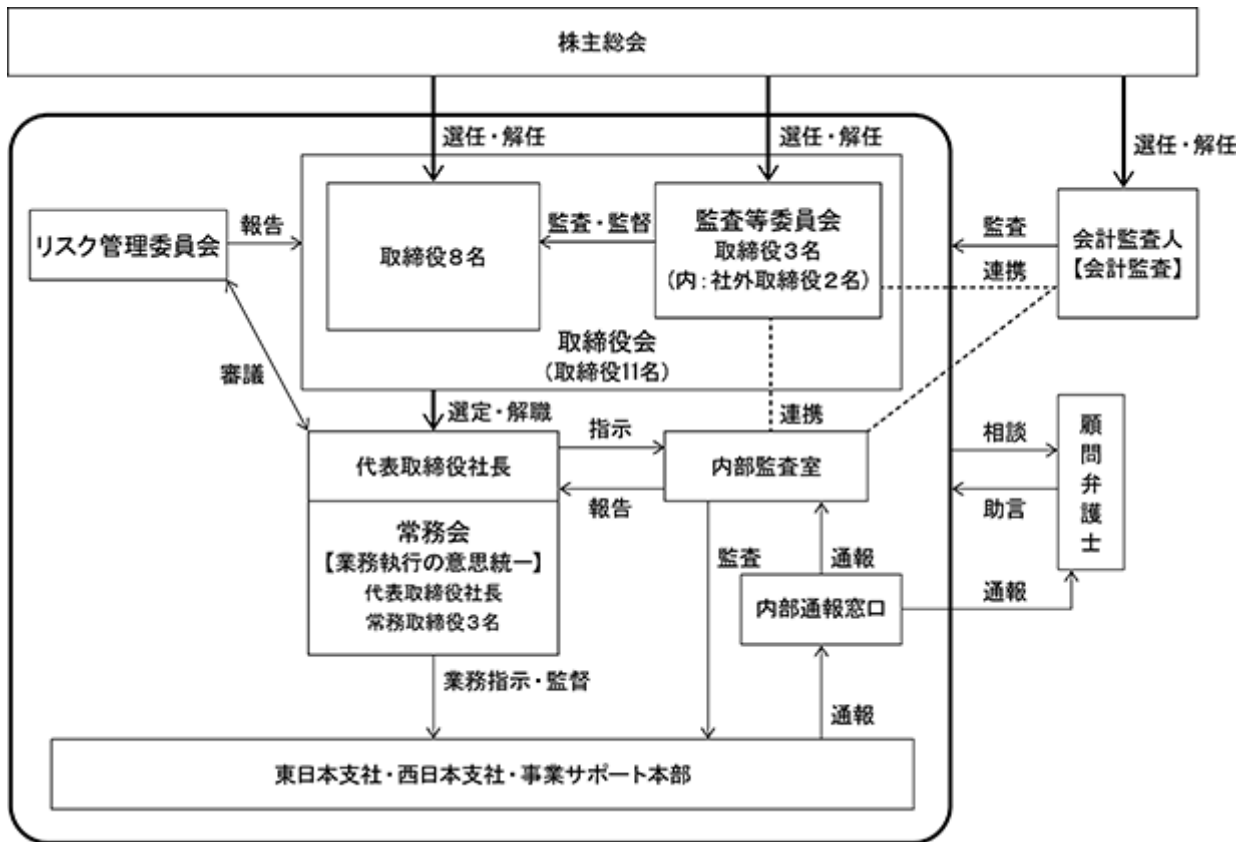 株主総会
選任・解任
選任・解任
選任・解任
リスク管理委員会
報告
取締役８名
監査・監督
監査等委員会
取締役３名
(内：社外取締役２名)
監査
連携
会計監査人
【会計監査】
取締役会
(取締役11名)
審議
選定・解職
指示
連携
代表取締役社長
内部監査室
報告
相談
助言
顧問弁護士
常務会
【業務執行の意思統一】
代表取締役社長
常務取締役３名
監査
通報
内部通報窓口
通報
業務指示・監督
通報
東日本支社・西日本支社・事業サポート本部